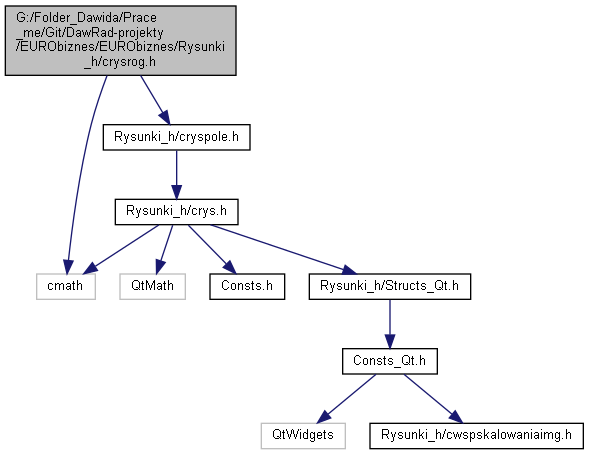 G:/Folder_Dawida/Prace
_me/Git/DawRad-projekty
/EURObiznes/EURObiznes/Rysunki
_h/crysrog.h
Rysunki_h/cryspole.h
Rysunki_h/crys.h
cmath
QtMath
Consts.h
Rysunki_h/Structs_Qt.h
Consts_Qt.h
QtWidgets
Rysunki_h/cwspskalowaniaimg.h